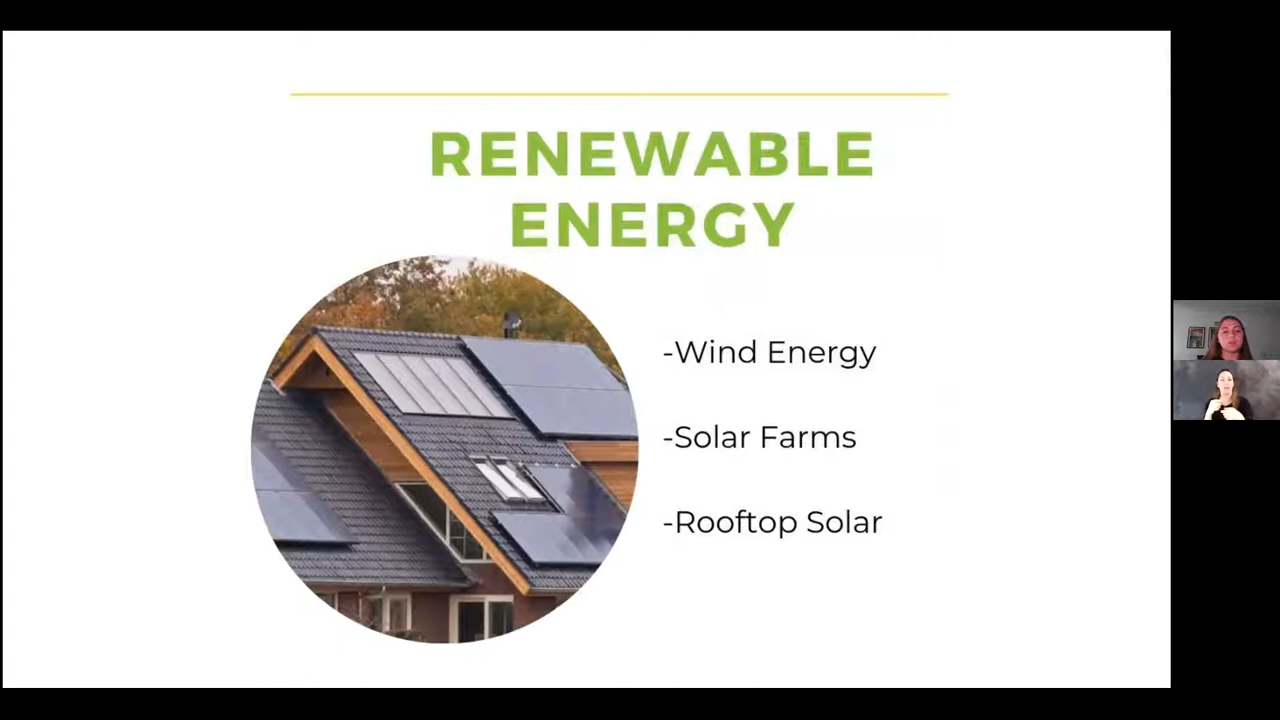 RENEWABLE
ENERGY
-Wind Energy
-Solar Farms
-Rooftop Solar